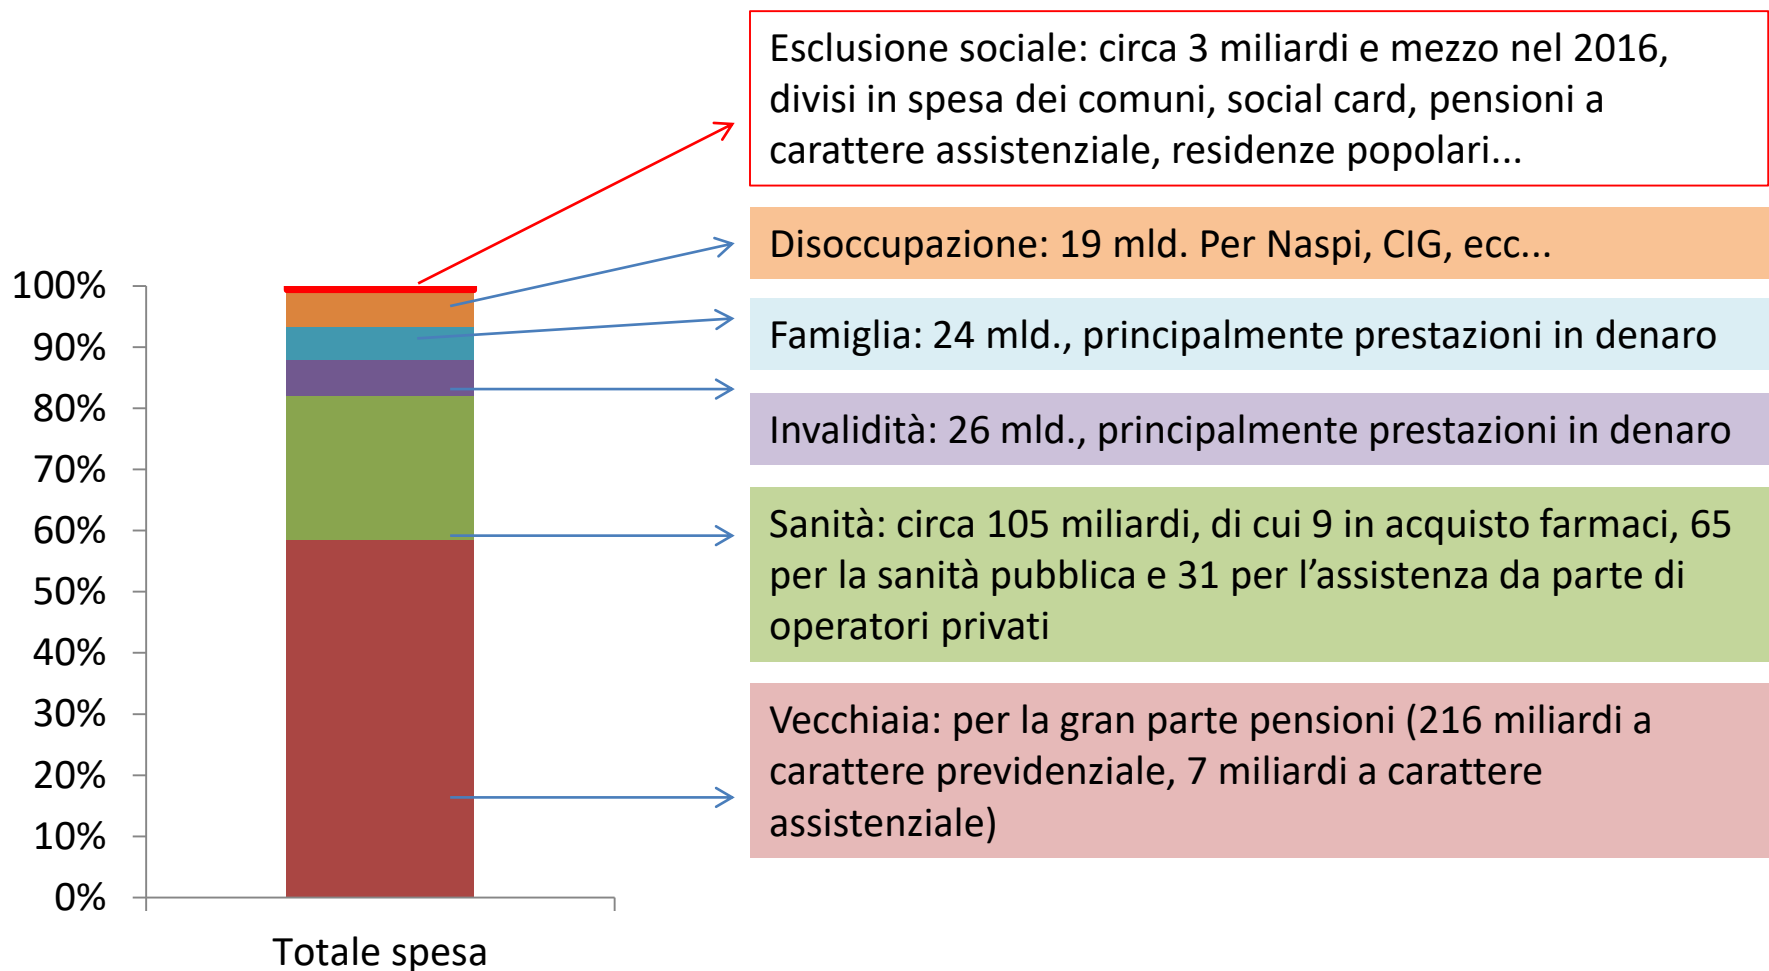 Esclusione sociale: circa 3 miliardi e mezzo nel 2016,
divisi in spesa dei comuni, social card, pensioni a
carattere assistenziale, residenze popolari...
Disoccupazione: 19 mld. Per Naspi, CIG, ecc...
Famiglia: 24 mld., principalmente prestazioni in denaro
Invalidità: 26 mld., principalmente prestazioni in denaro
Sanità: circa 105 miliardi, di cui 9 in acquisto farmaci, 65
per la sanità pubblica e 31 per l’assistenza da parte di
operatori privati
Vecchiaia: per la gran parte pensioni (216 miliardi a
carattere previdenziale, 7 miliardi a carattere
assistenziale)
100%
90%
80%
70%
60%
50%
40%
30%
20%
10%
0%
Totale spesa